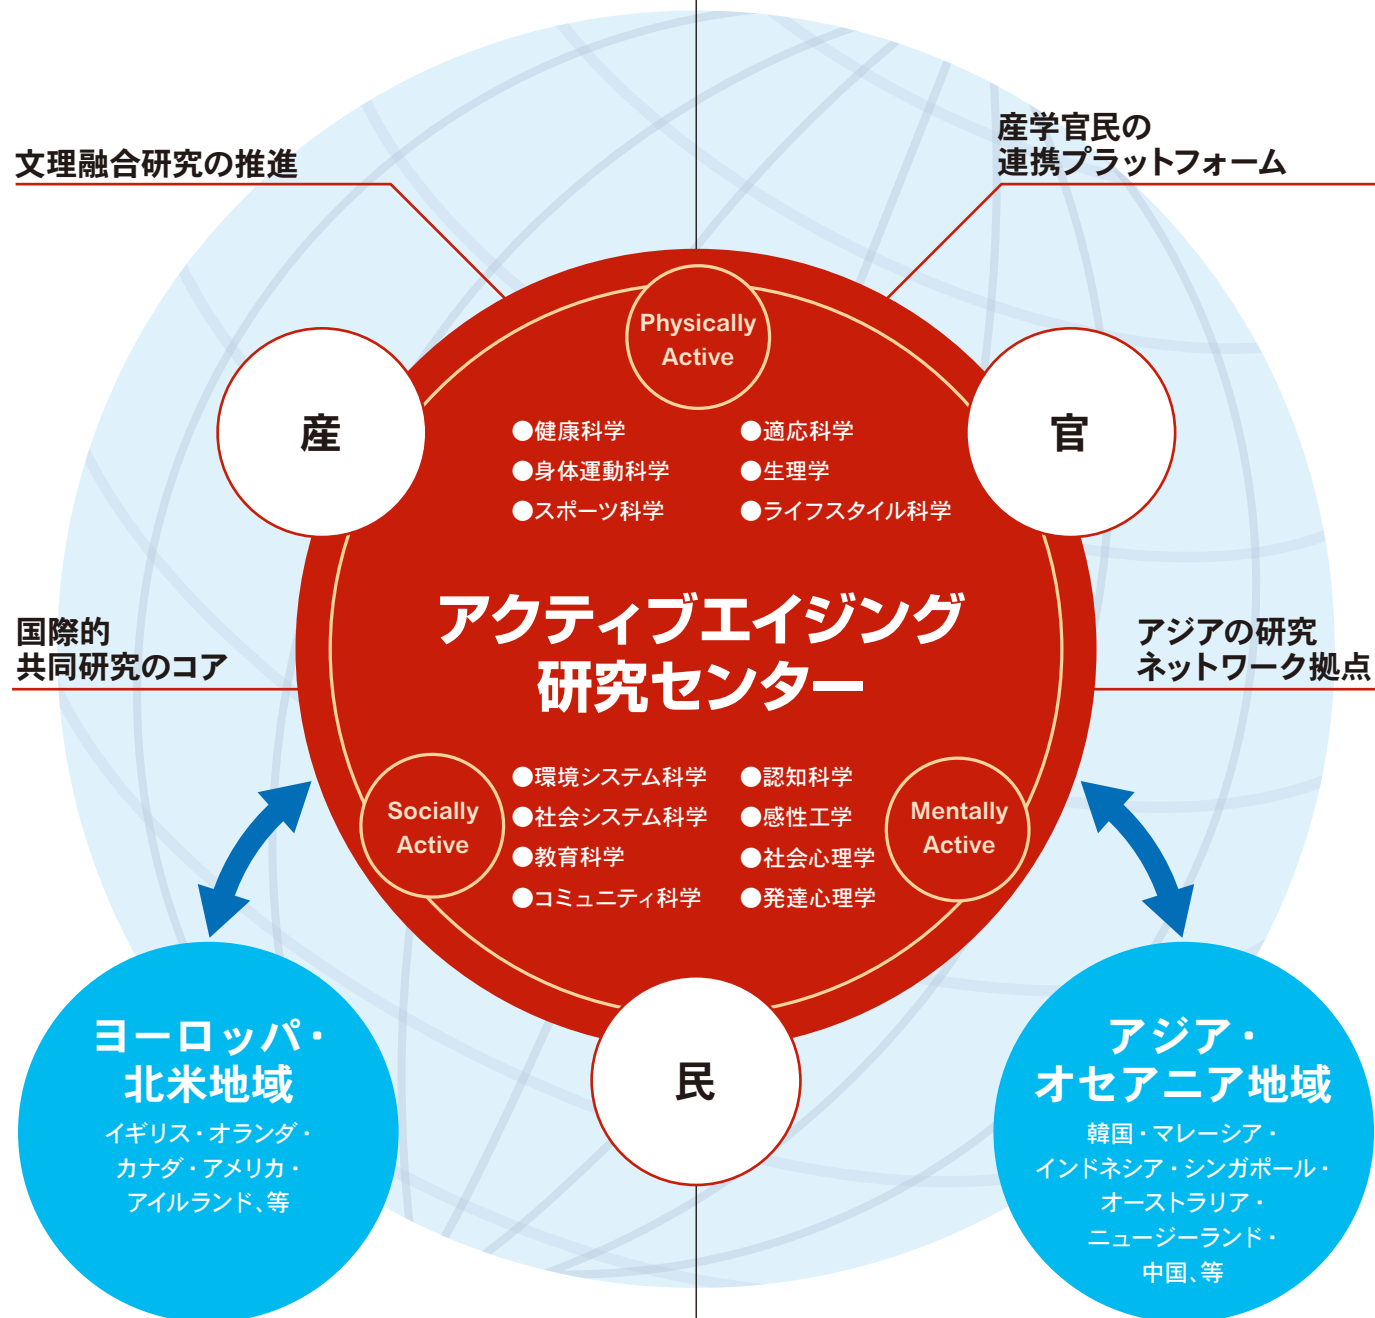 文理融合研究の推進
産学官民の
連携プラットフォーム
Physically
Active
産
官
●健康科学
●身体運動科学
●スポーツ科学
●適応科学
●生理学
●ライフスタイル科学
アクティブエイジング
研究センター
国際的
共同研究のコア
アジアの研究
ネットワーク拠点
Socially
Active
●環境システム科学
●社会システム科学
●教育科学
●コミュニティ科学
●認知科学
●感性工学
●社会心理学
●発達心理学
Mentally
Active
民
ヨーロッパ・
北米地域
イギリス・オランダ・
カナダ・アメリカ・
アイルランド、等
アジア・
オセアニア地域
韓国・マレーシア・
インドネシア・シンガポール・
オーストラリア・
ニュージーランド・
中国、等